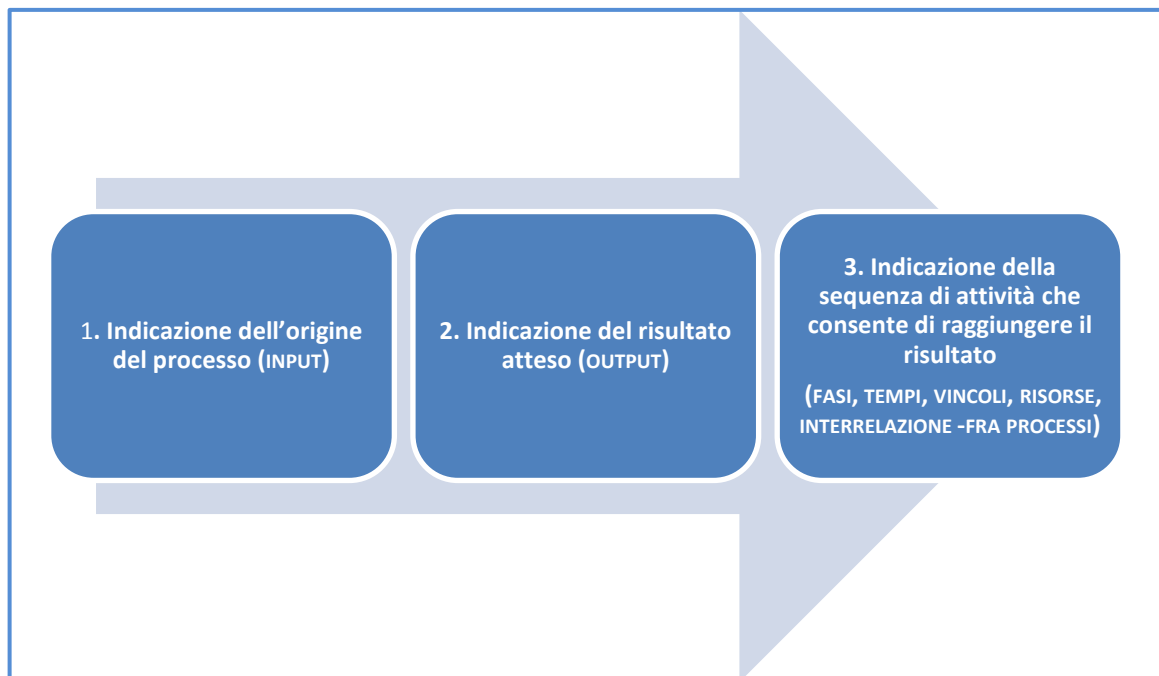 1. Indicazione dell’origine
del processo (INPUT)
2. Indicazione del risultato
atteso (OUTPUT)
3. Indicazione della
sequenza di attività che
consente di raggiungere il
risultato
(FASI, TEMPI, VINCOLI, RISORSE,
INTERRELAZIONE -FRA PROCESSI)